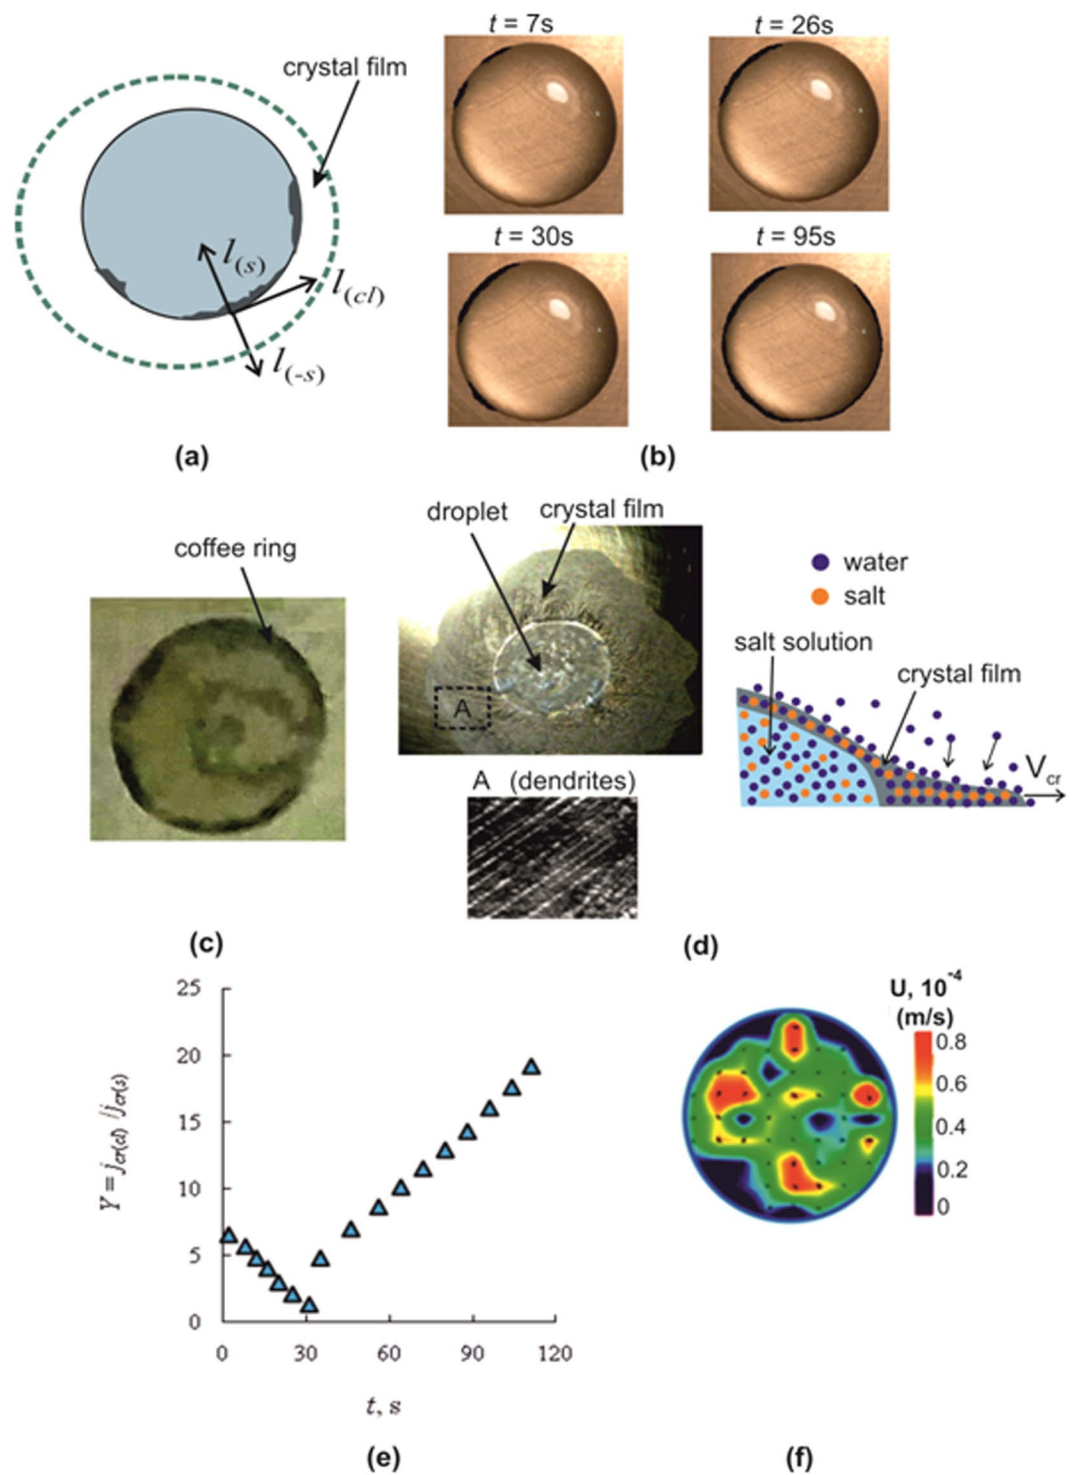 t = 7s
t = 26s
crystal film
l(s)
l(cl)
l(-s)
t = 30s
t = 95s
(a)
(b)
droplet
crystal film
coffee ring
water
salt
salt solution
crystal film
A
Vcr
A (dendrites)
(c)
(d)
25
20
15
10
5
0
Y = jcr(cl) /jcr(s)
0
30
60
90
120
t, s
U, 10-4
(m/s)
0.8
0.6
0.4
0.2
0
(e)
(f)